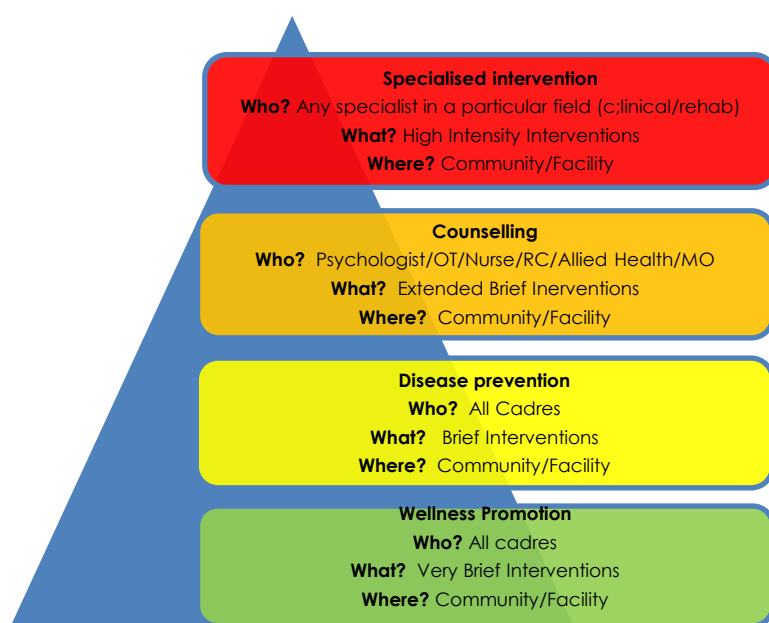 Specialised intervention
Who? Any specialist in a particular field (c;linical/rehab)
What? High Intensity Interventions
Where? Community/Facility
Counselling
Who? Psychologist/OT/Nurse/RC/Allied Health/MO
What? Extended Brief Inerventions
Where? Community/Facility
Disease prevention
Who? All Cadres
What? Brief Interventions
Where? Community/Facility
Wellness Promotion
Who? All cadres
What? Very Brief Interventions
Where? Community/Facility